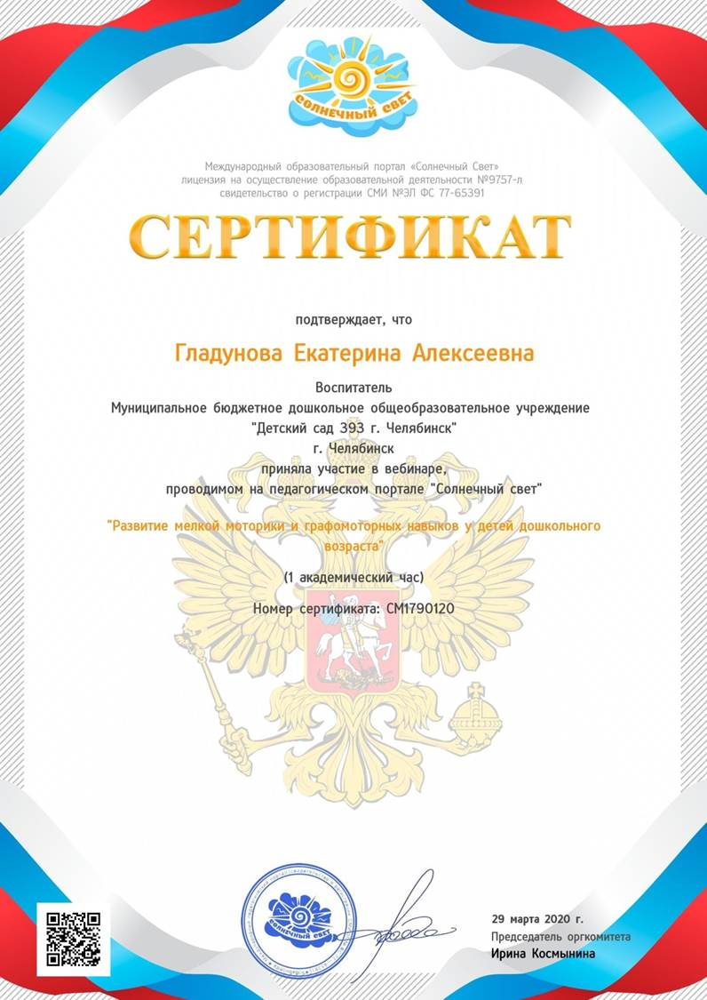 СОЛНЕЧНЫЙ СВЕТ
Международный образовательный портал «Солнечный Свет»
лицензия на осуществление образовательной деятельности №9757-л
свидетельство о регистрации СМИ №ЭЛ ФС 77-65391
СЕРТИФИКАТ
подтверждает, что
Гладунова Екатерина Алексеевна
Воспитатель
Муниципальное бюджетное дошкольное общеобразовательное учреждение
"Детский сад 393 г. Челябинск"
г. Челябинск
приняла участие в вебинаре,
проводимом на педагогическом портале "Солнечный свет"
"Развитие мелкой моторики и графомоторных навыков у детей дошкольного
возраста"
(1 академический час)
Номер сертификата: СМ1790120
СОЛНЕЧНЫЙ СВЕТ
29 марта 2020 г.
Председатель оргкомитета
Ирина Космынина